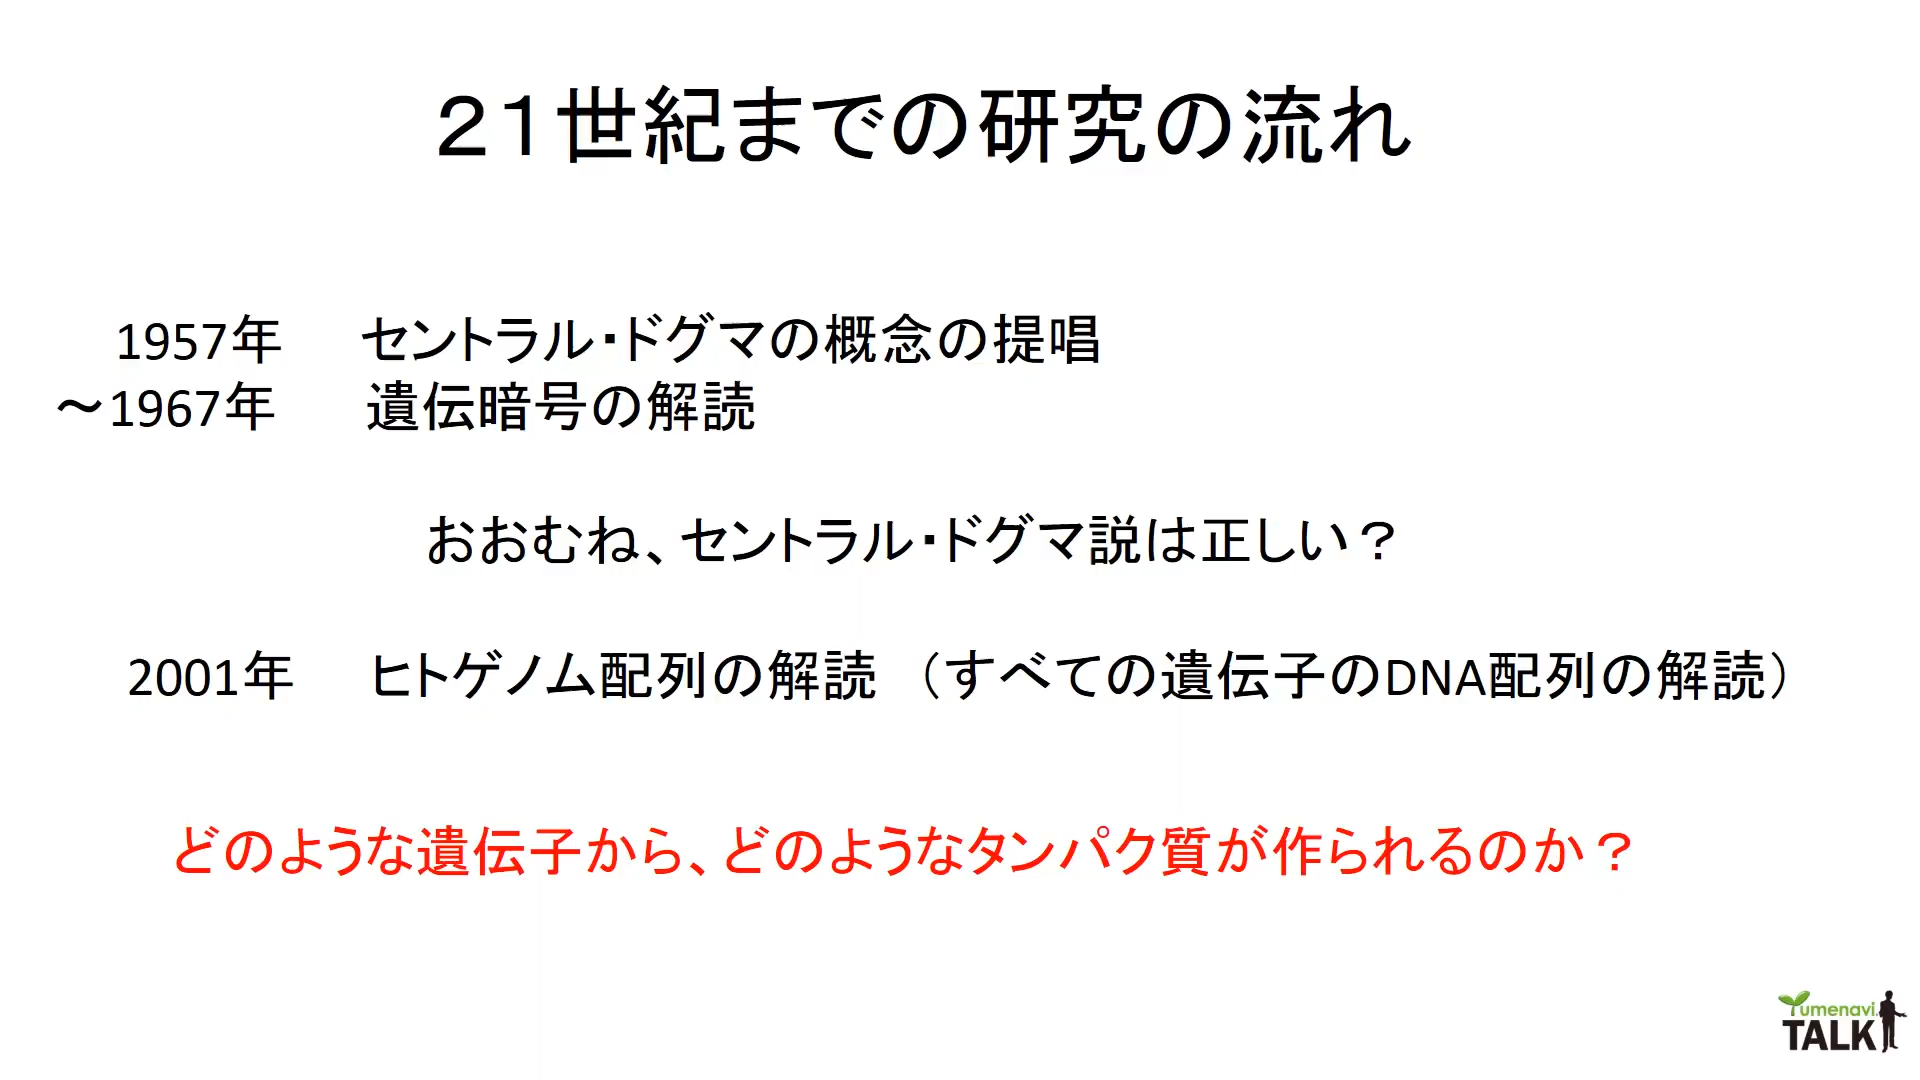 ２１世紀までの研究の流れ
1957年　セントラル・ドグマの概念の提唱
～1967年　遺伝暗号の解読
おおむね、セントラル・ドグマ説は正しい？
2001年　ヒトゲノム配列の解読　（すべての遺伝子のDNA配列の解読）
どのような遺伝子から、どのようなタンパク質が作られるのか？
Yumenavi
TALK